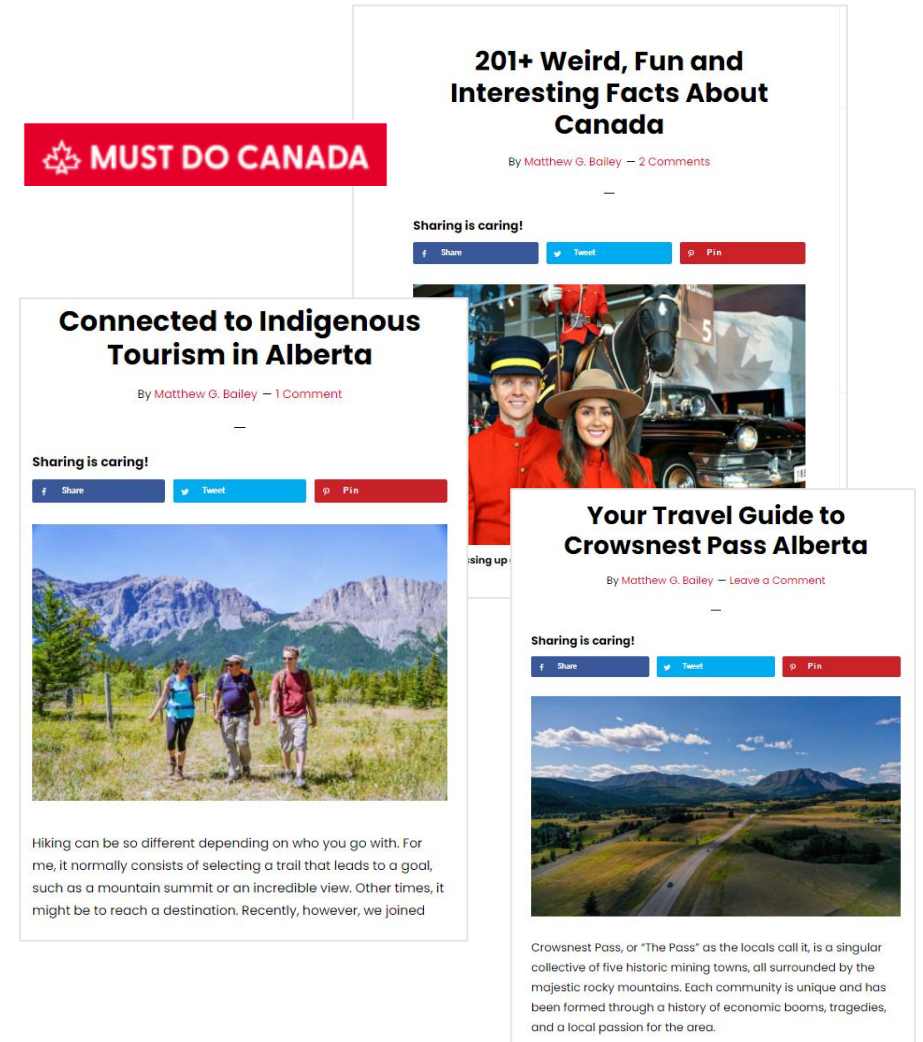 201+ Weird, Fun and
Interesting Facts About
Canada
By Matthew G. Bailey — 2 Comments
—
Sharing is caring!
Share
Tweet
Pin
5
MUST DO CANADA
Connected to Indigenous
Tourism in Alberta
By Matthew G. Bailey — 1 Comment
—
Sharing is caring!
Share
Tweet
Pin
Hiking can be so different depending on who you go with. For
me, it normally consists of selecting a trail that leads to a goal,
such as a mountain summit or an incredible view. Other times, it
might be to reach a destination. Recently, however, we joined
ssing up
Your Travel Guide to
Crowsnest Pass Alberta
By Matthew G. Bailey — Leave a Comment
—
Sharing is caring!
Share
Tweet
Pin
Crowsnest Pass, or “The Pass” as the locals call it, is a singular
collective of five historic mining towns, all surrounded by the
majestic rocky mountains. Each community is unique and has
been formed through a history of economic booms, tragedies,
and a local passion for the area.